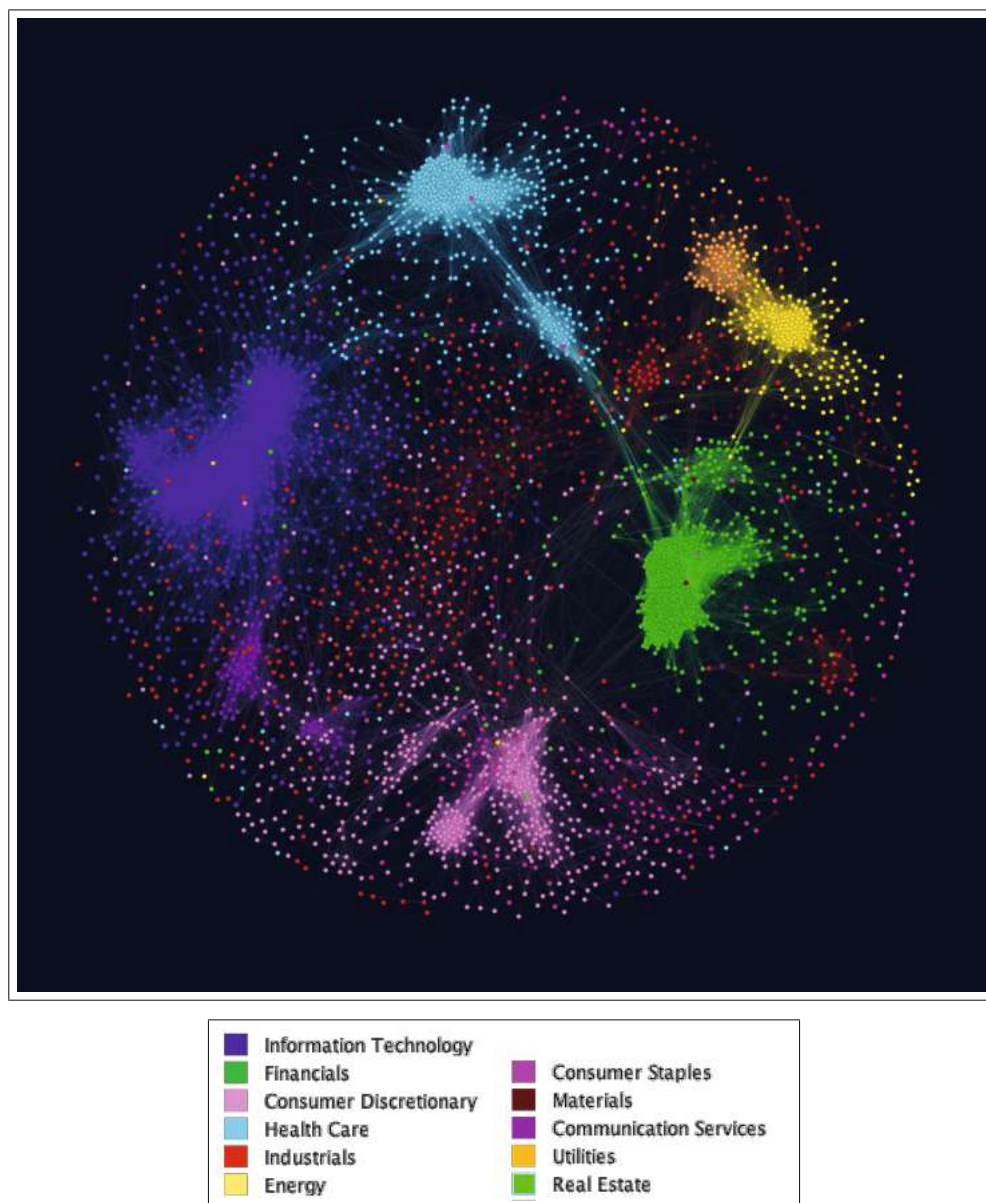 Information Technology
Financials
Consumer Discretionary
Health Care
Industrials
Energy
Consumer Staples
Materials
Communication Services
Utilities
Real Estate